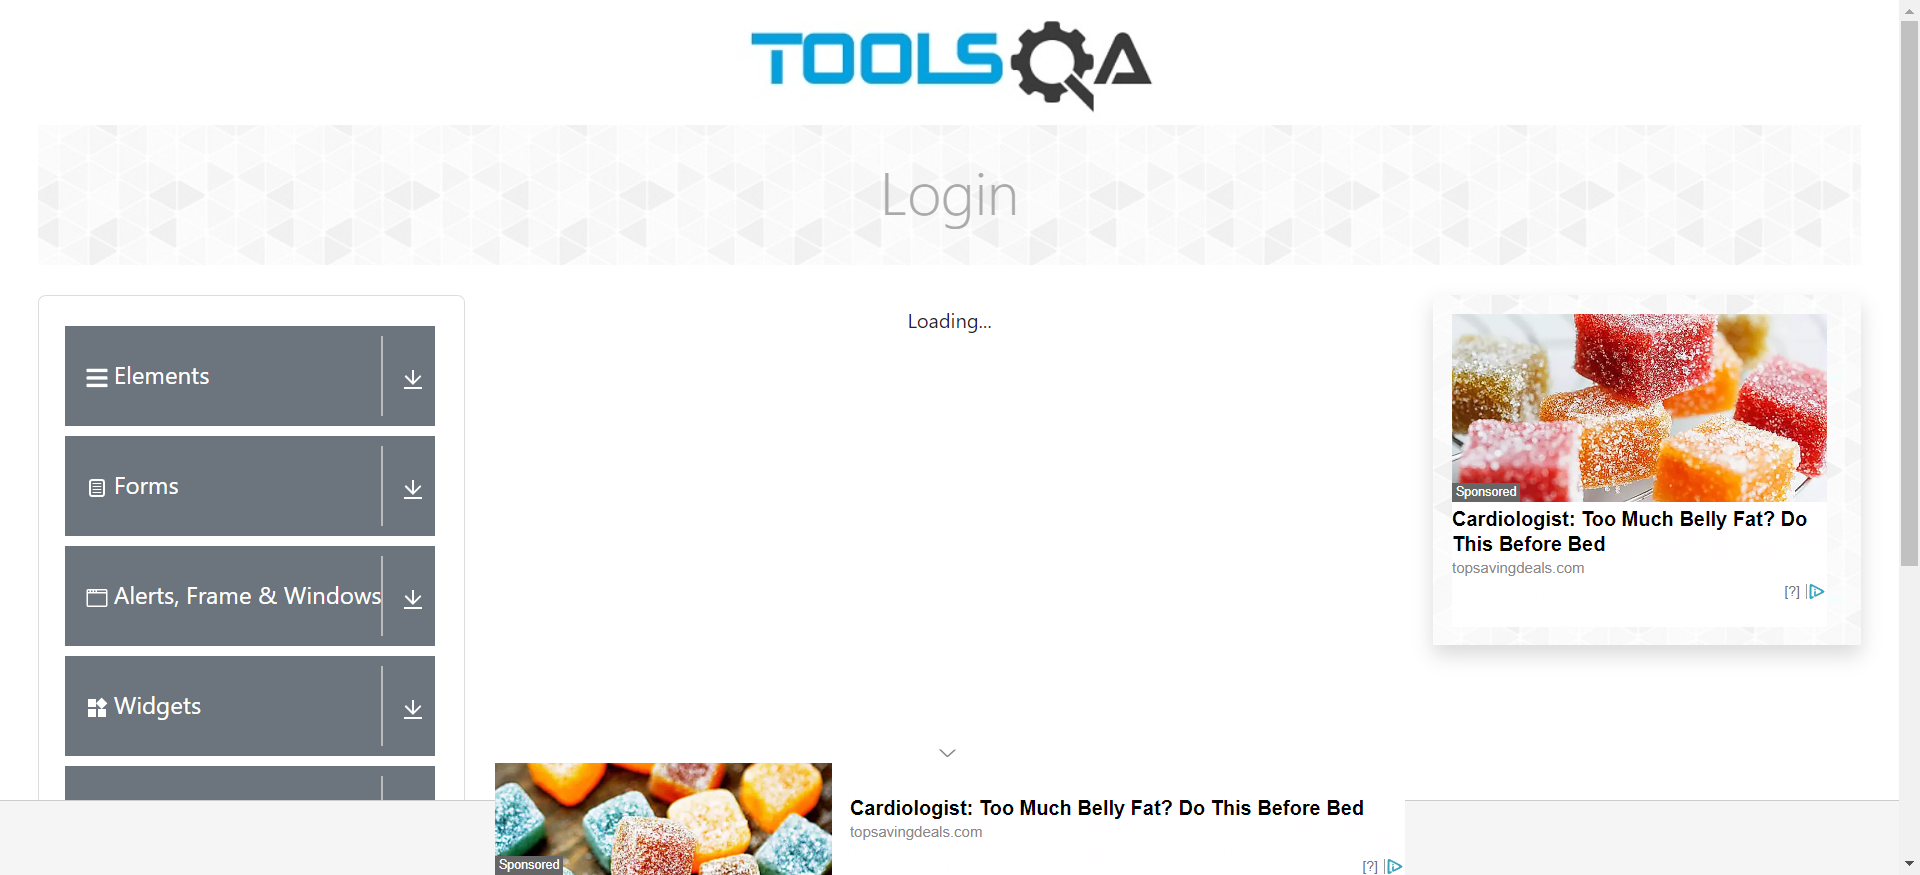 TOOLSQA
Login
Elements
Forms
Alerts, Frame & Windows
Widgets
Loading...
Sponsored
Cardiologist: Too Much Belly Fat? Do
This Before Bed
topsavingdeals.com
[?]
Cardiologist: Too Much Belly Fat? Do This Before Bed
topsavingdeals.com
Sponsored
[?]